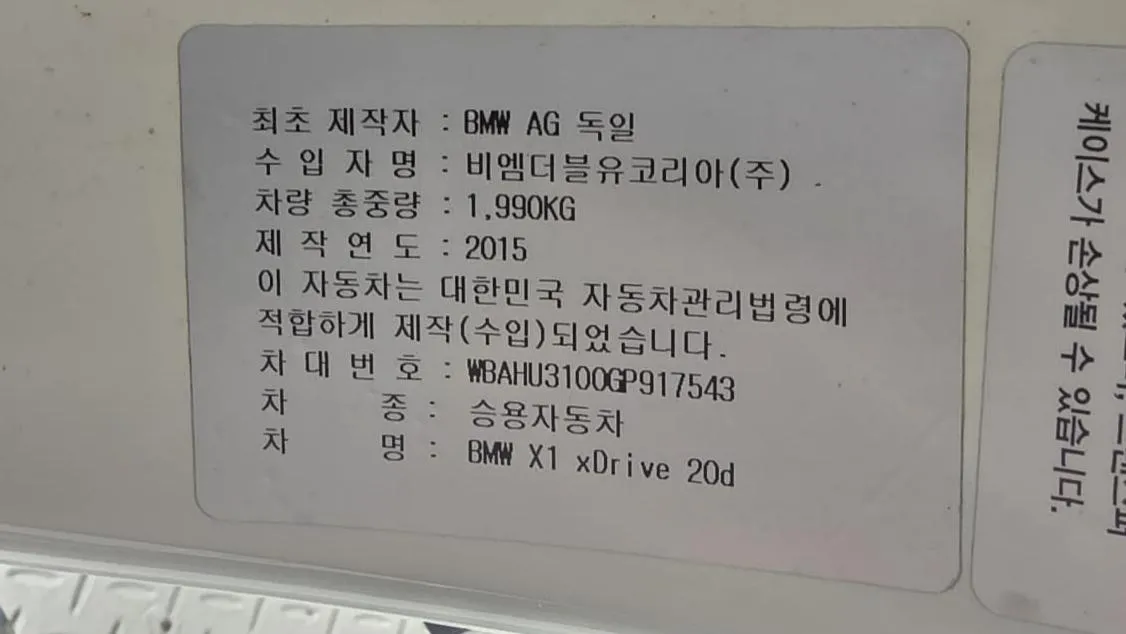 최초 제작자 : BMW AG 독일
수 입 자 명 : 비엠더블유코리아(주)
차량 총중량 : 1,990KG
제 작 연 도 : 2015
이 자동차는 대한민국 자동차관리법령에
적합하게 제작(수입)되었습니다.
차 대 번 호 : WBAHU3100GP917543
차 종 : 승용자동차
차 명 : BMW X1 xDrive 20d
케이스가 손상될 수 있습니다.